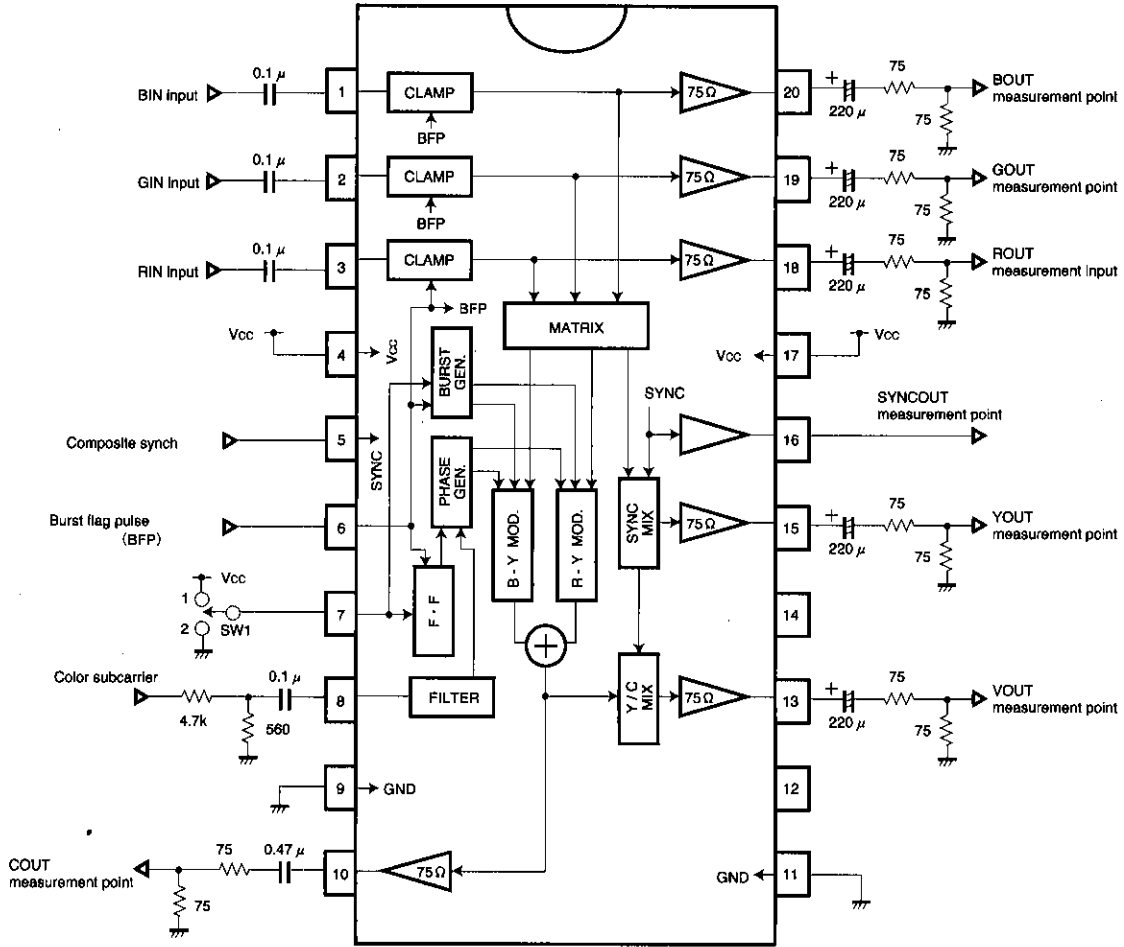 0.1 μ
BIN input
1
CLAMP
BFP
75Ω
20
+
220 μ
75
75
BOUT
measurement point
0.1 μ
GIN Input
2
CLAMP
BFP
75Ω
19
+
220 μ
75
75
GOUT
measurement point
0.1 μ
RIN Input
3
CLAMP
BFP
75Ω
18
+
220 μ
75
75
ROUT
measurement Input
MATRIX
Vcc
4
Vcc
BURST
GEN.
Vcc
17
Vcc
SYNC
SYNCOUT
measurement point
16
Composite synch
5
SYNC
PHASE
GEN.
Burst flag pulse
(BFP)
6
B - Y MOD.
R - Y MOD.
SYNC
MIX
75Ω
15
+
220 μ
75
75
YOUT
measurement point
Vcc
1
2
SW1
7
F · F
14
Color subcarrier
4.7k
560
0.1 μ
8
FILTER
Y / C
MIX
75Ω
13
+
220 μ
75
75
VOUT
measurement point
9
GND
12
COUT
measurement point
75
75
0.47 μ
10
75Ω
GND
11